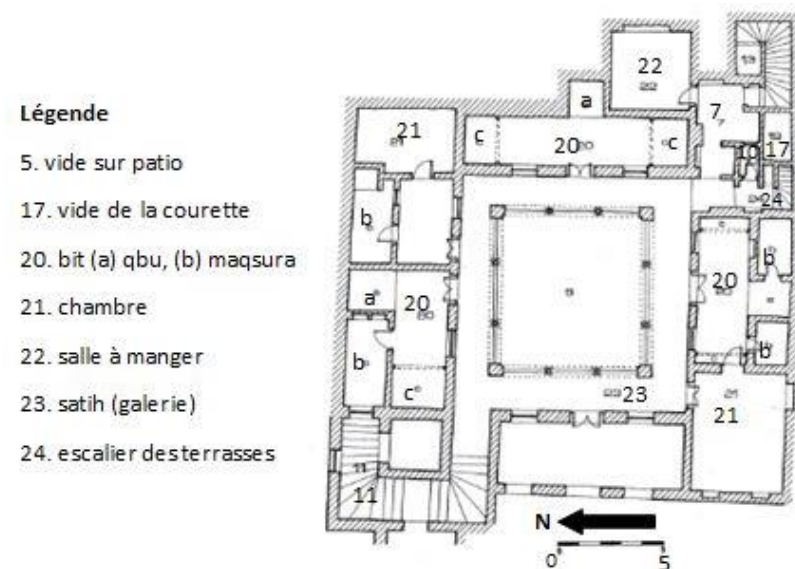 Légende
5. vide sur patio
17. vide de la courette
20. bit (a) qbu, (b) maqsura
21. chambre
22. salle à manger
23. satih (galerie)
24. escalier des terrasses
22
a
21
c
20
c
7
10
17
24
b
c
b
20
a
20
b
b
c
23
21
11
11
N
0
5